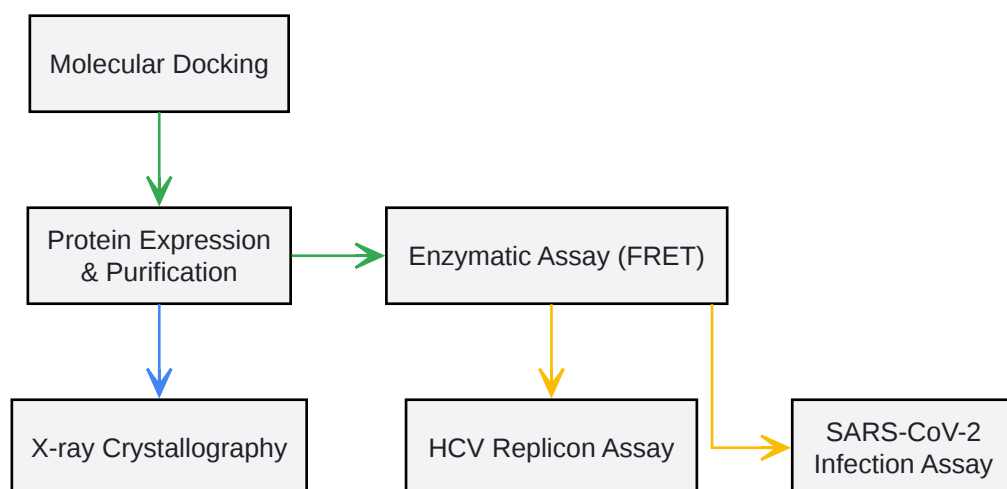 Molecular Docking
Protein Expression
& Purification
Enzymatic Assay (FRET)
X-ray Crystallography
HCV Replicon Assay
SARS-CoV-2
Infection Assay